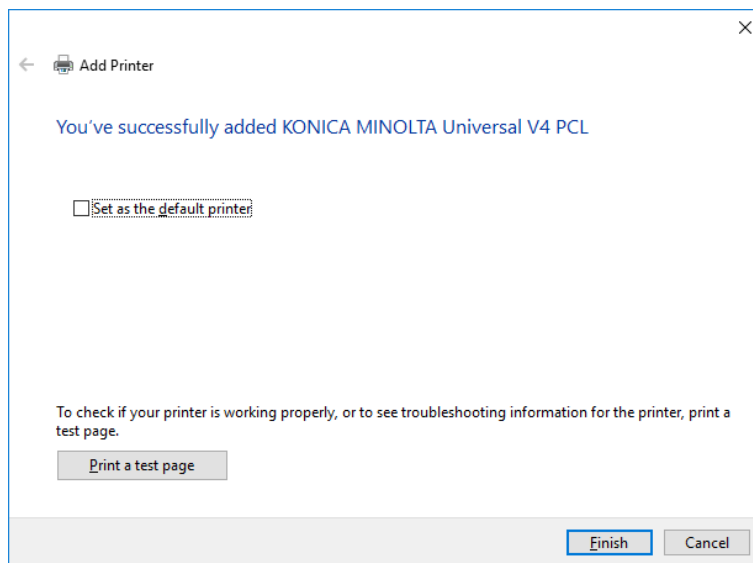 Add Printer
You've successfully added KONICA MINOLTA Universal V4 PCL
Set as the default printer
To check if your printer is working properly, or to see troubleshooting information for the printer, print a
test page.
Print a test page
Finish
Cancel